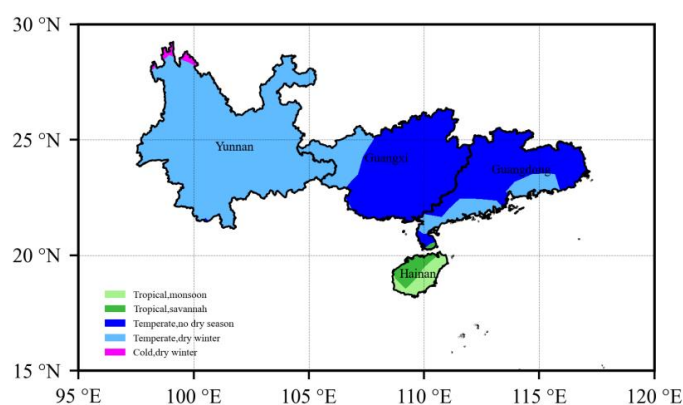 30 °N
25 °N
20 °N
15 °N
Yunnan
Guangxi
Guangdong
Hainan
Tropical,monsoon
Tropical,savannah
Temperate,no dry season
Temperate,dry winter
Cold,dry winter
95 °E
100 °E
105 °E
110 °E
115 °E
120 °E